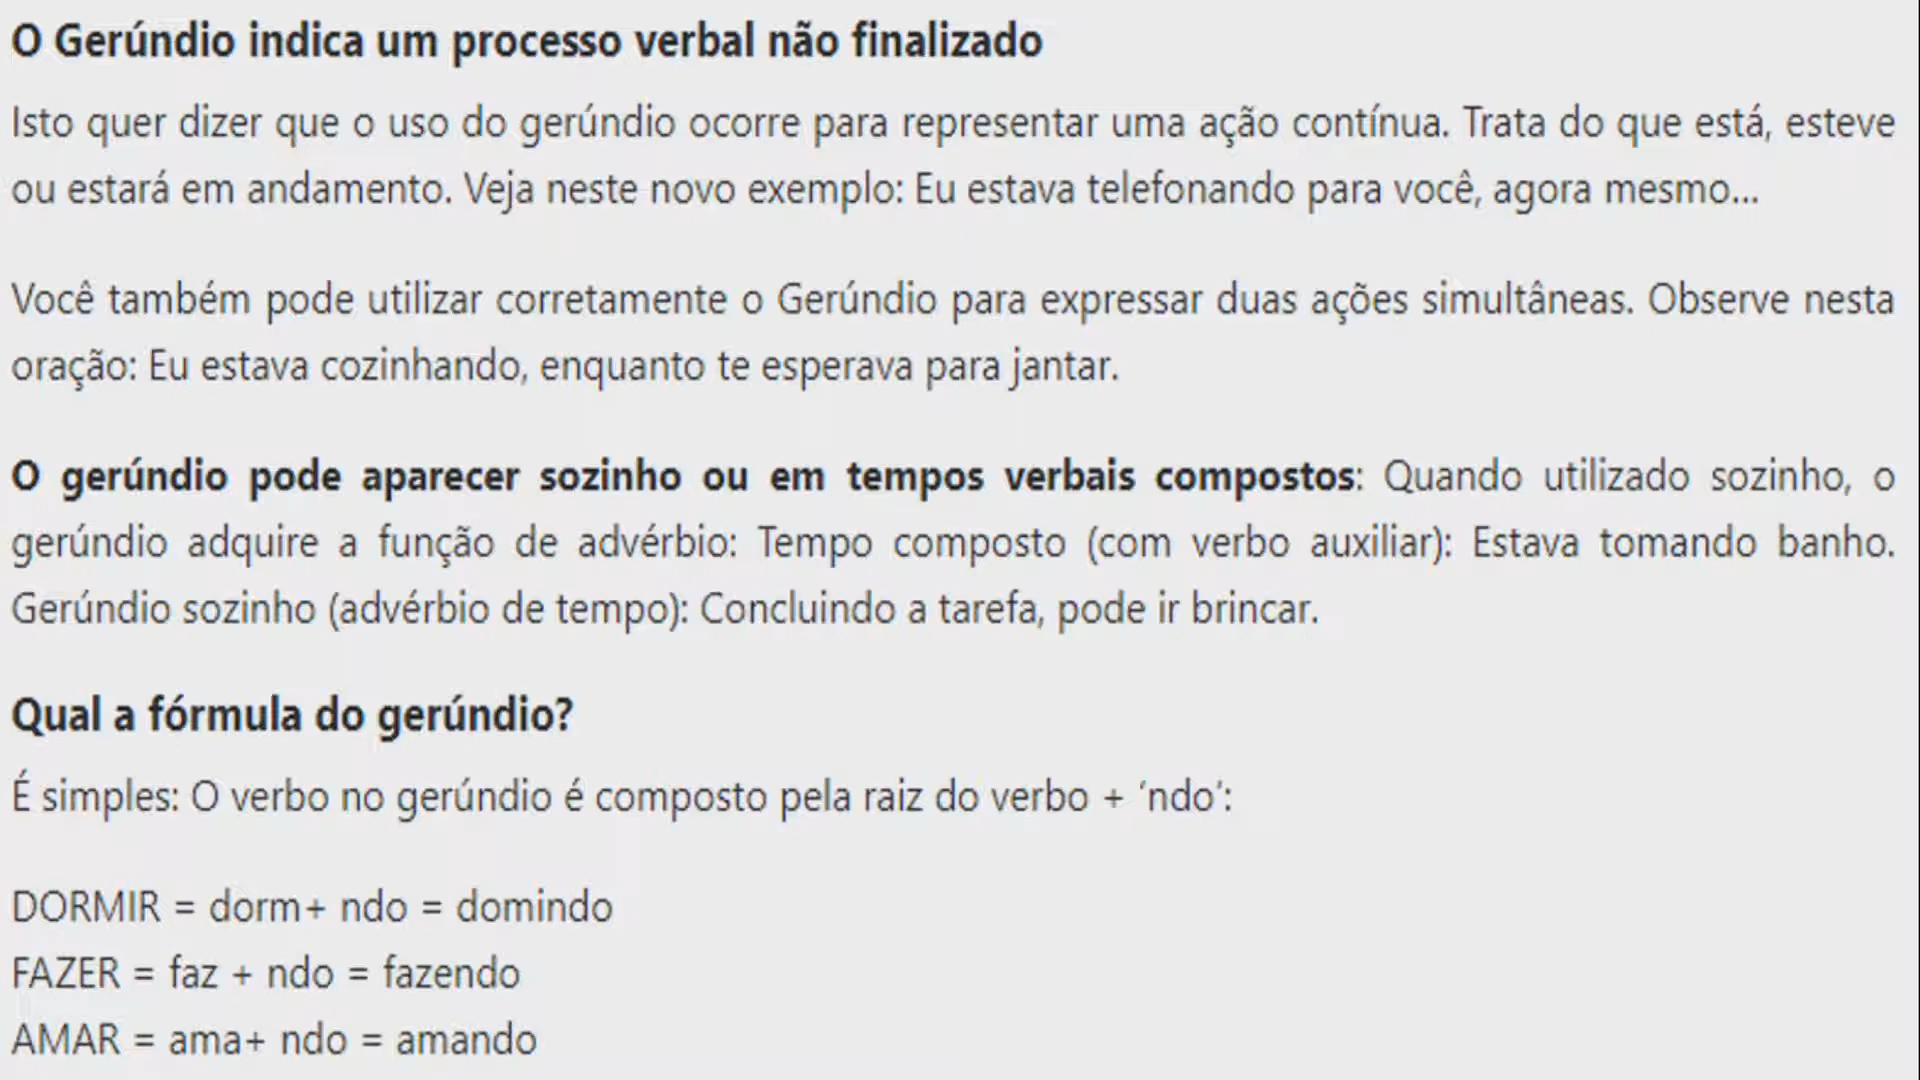 O Gerúndio indica um processo verbal não finalizado
Isto quer dizer que o uso do gerúndio ocorre para representar uma ação contínua. Trata do que está, esteve
ou estará em andamento. Veja neste novo exemplo: Eu estava telefonando para você, agora mesmo...
Você também pode utilizar corretamente o Gerúndio para expressar duas ações simultâneas. Observe nesta
oração: Eu estava cozinhando, enquanto te esperava para jantar.
O gerúndio pode aparecer sozinho ou em tempos verbais compostos: Quando utilizado sozinho, o
gerúndio adquire a função de advérbio: Tempo composto (com verbo auxiliar): Estava tomando banho.
Gerúndio sozinho (advérbio de tempo): Concluindo a tarefa, pode ir brincar.
Qual a fórmula do gerúndio?
É simples: O verbo no gerúndio é composto pela raiz do verbo + ‘ndo’:
DORMIR = dorm+ ndo = domindo
FAZER = faz + ndo = fazendo
AMAR = ama+ ndo = amando